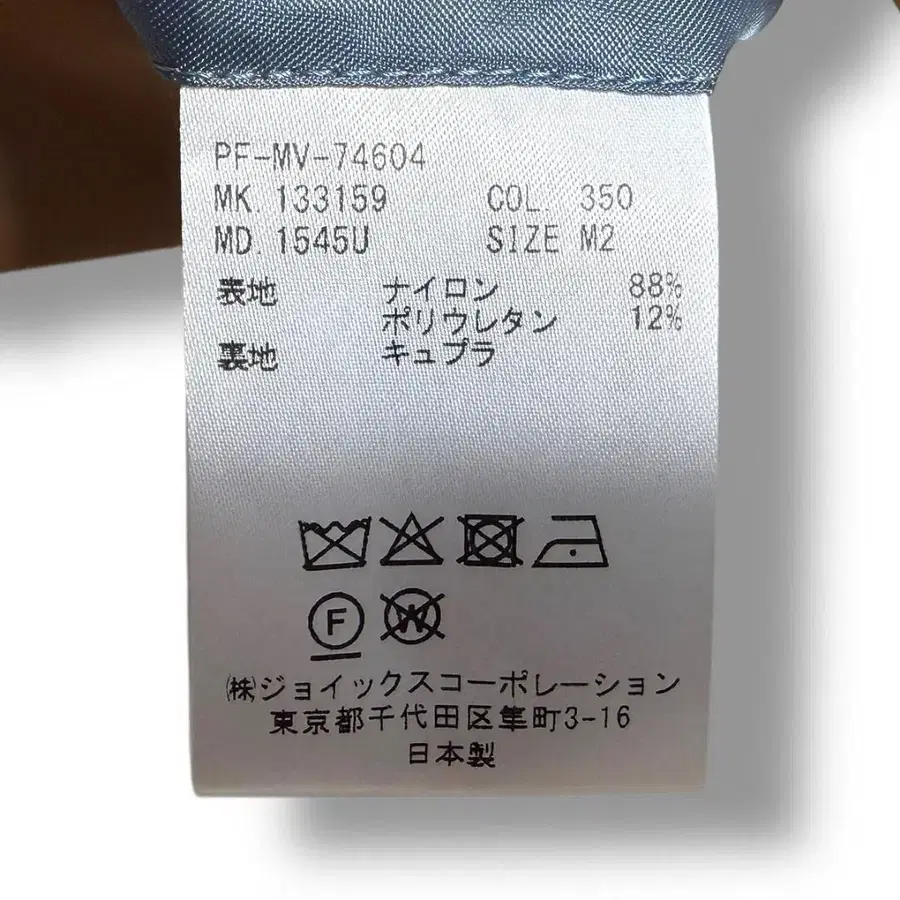 PF-MV-74604
MK. 133159 COL. 350
MD. 1545U SIZE M2
表地 ナイロン 88%
ポリウレタン 12%
裏地 キュプラ
F W
㈱ジョイックスコーポレーション
東京都千代田区隼町3-16
日本製